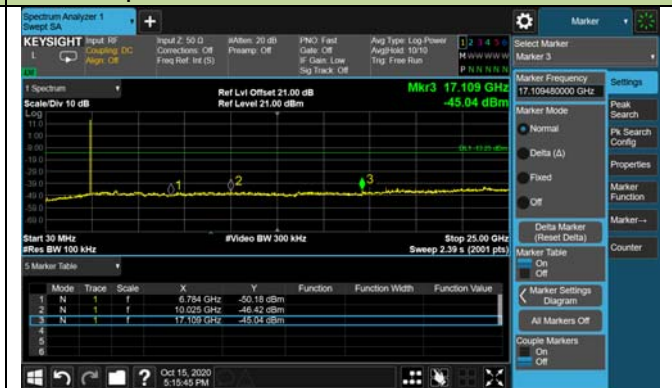 Spectrum Analyzer 1
Swept SA
Marker
KEYSIGHT Input: RF Input Z: 50 Ω #Atten: 20 dB PNO: Fast Avg Type: Log-Power 1 2 3 4 5 6
L Coupling: DC Corrections: Off Preamp: Off Gate: Off Avg|Hold: 10/10 M W W W W W
Align: Off Freq Ref: Int (S) IF Gain: Low Trig: Free Run P N N N N N
Sig Track: Off
1 Spectrum
Scale/Div 10 dB
Log
Ref Lvl Offset 21.00 dB
Ref Level 21.00 dBm
Mkr3 17.109 GHz
-45.04 dBm
11.0
1.00
-9.00
-19.0
-29.0
-39.0
-49.0
-59.0
-69.0
1
2
3
Start 30 MHz
#Res BW 100 kHz
#Video BW 300 kHz
Stop 25.00 GHz
Sweep 2.39 s (2001 pts)
5 Marker Table
Mode Trace Scale X Y Function Function Width Function Value
1 N 1 f 6.784 GHz -50.18 dBm
2 N 1 f 10.025 GHz -46.42 dBm
3 N 1 f 17.109 GHz -45.04 dBm
4
5
6
Oct 15, 2020
5:15:45 PM
Select Marker
Marker 3
Marker Frequency
17.109480000 GHz
Marker Mode
Normal
Delta (Δ)
Fixed
Off
Delta Marker
(Reset Delta)
Marker Table
On
Off
Marker Settings
Diagram
All Markers Off
Couple Markers
On
Off
Settings
Peak
Search
Pk Search
Config
Properties
Marker
Function
Marker→
Counter